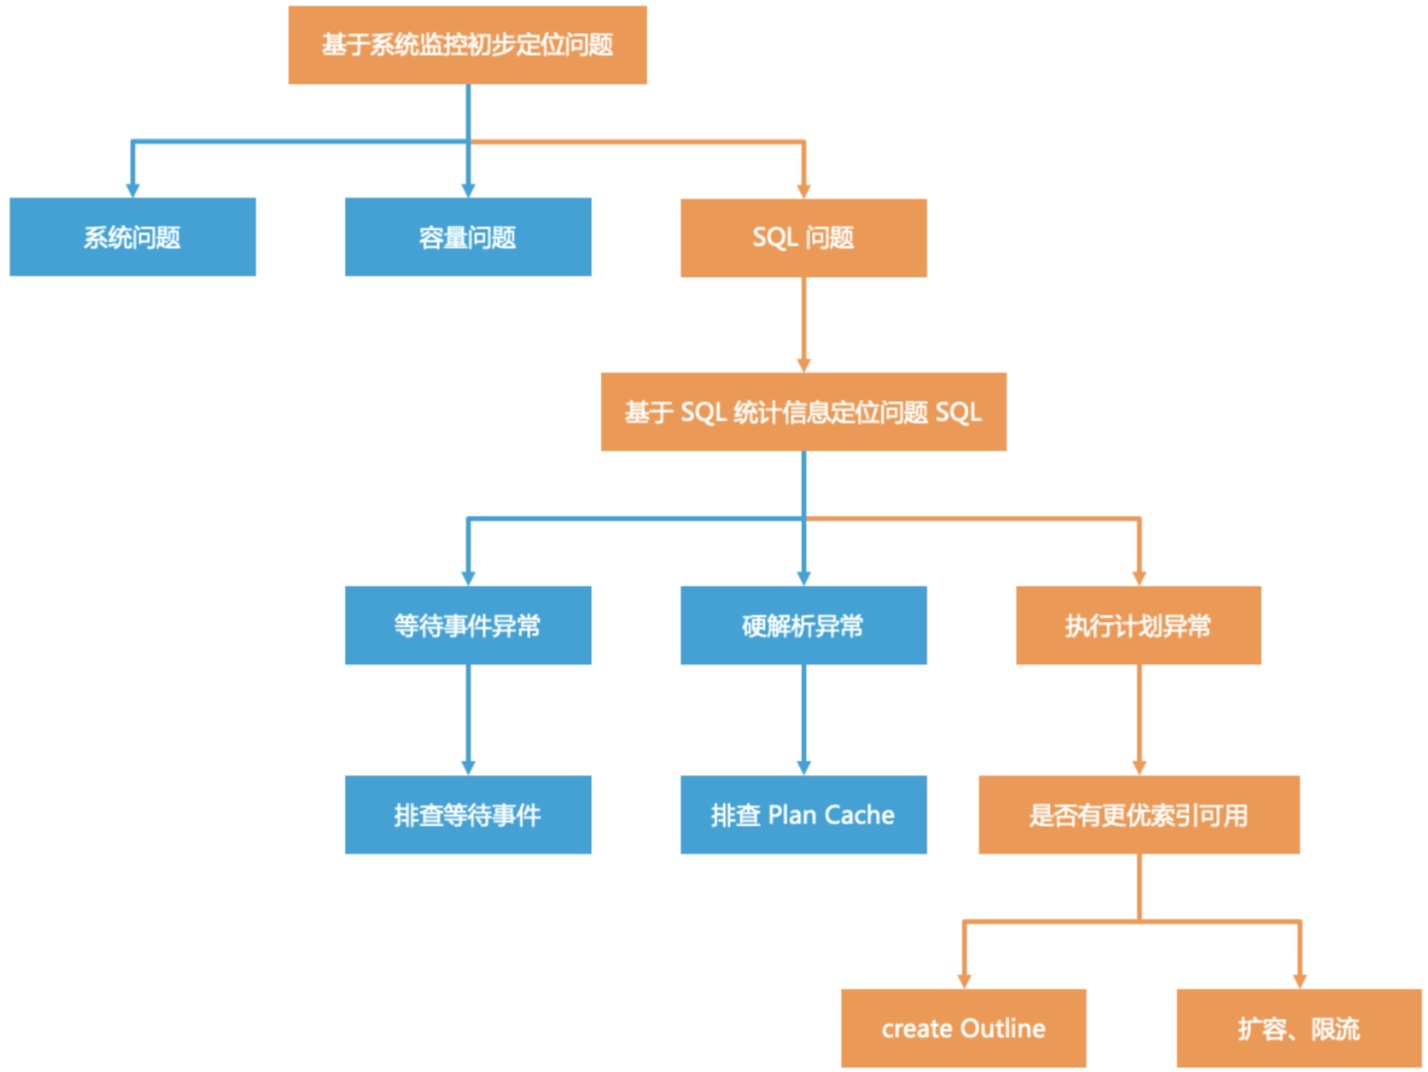 基于系统监控初步定位问题
系统问题
容量问题
SQL 问题
基于 SQL 统计信息定位问题 SQL
等待事件异常
硬解析异常
执行计划异常
排查等待事件
排查 Plan Cache
是否有更优索引可用
create Outline
扩容、限流